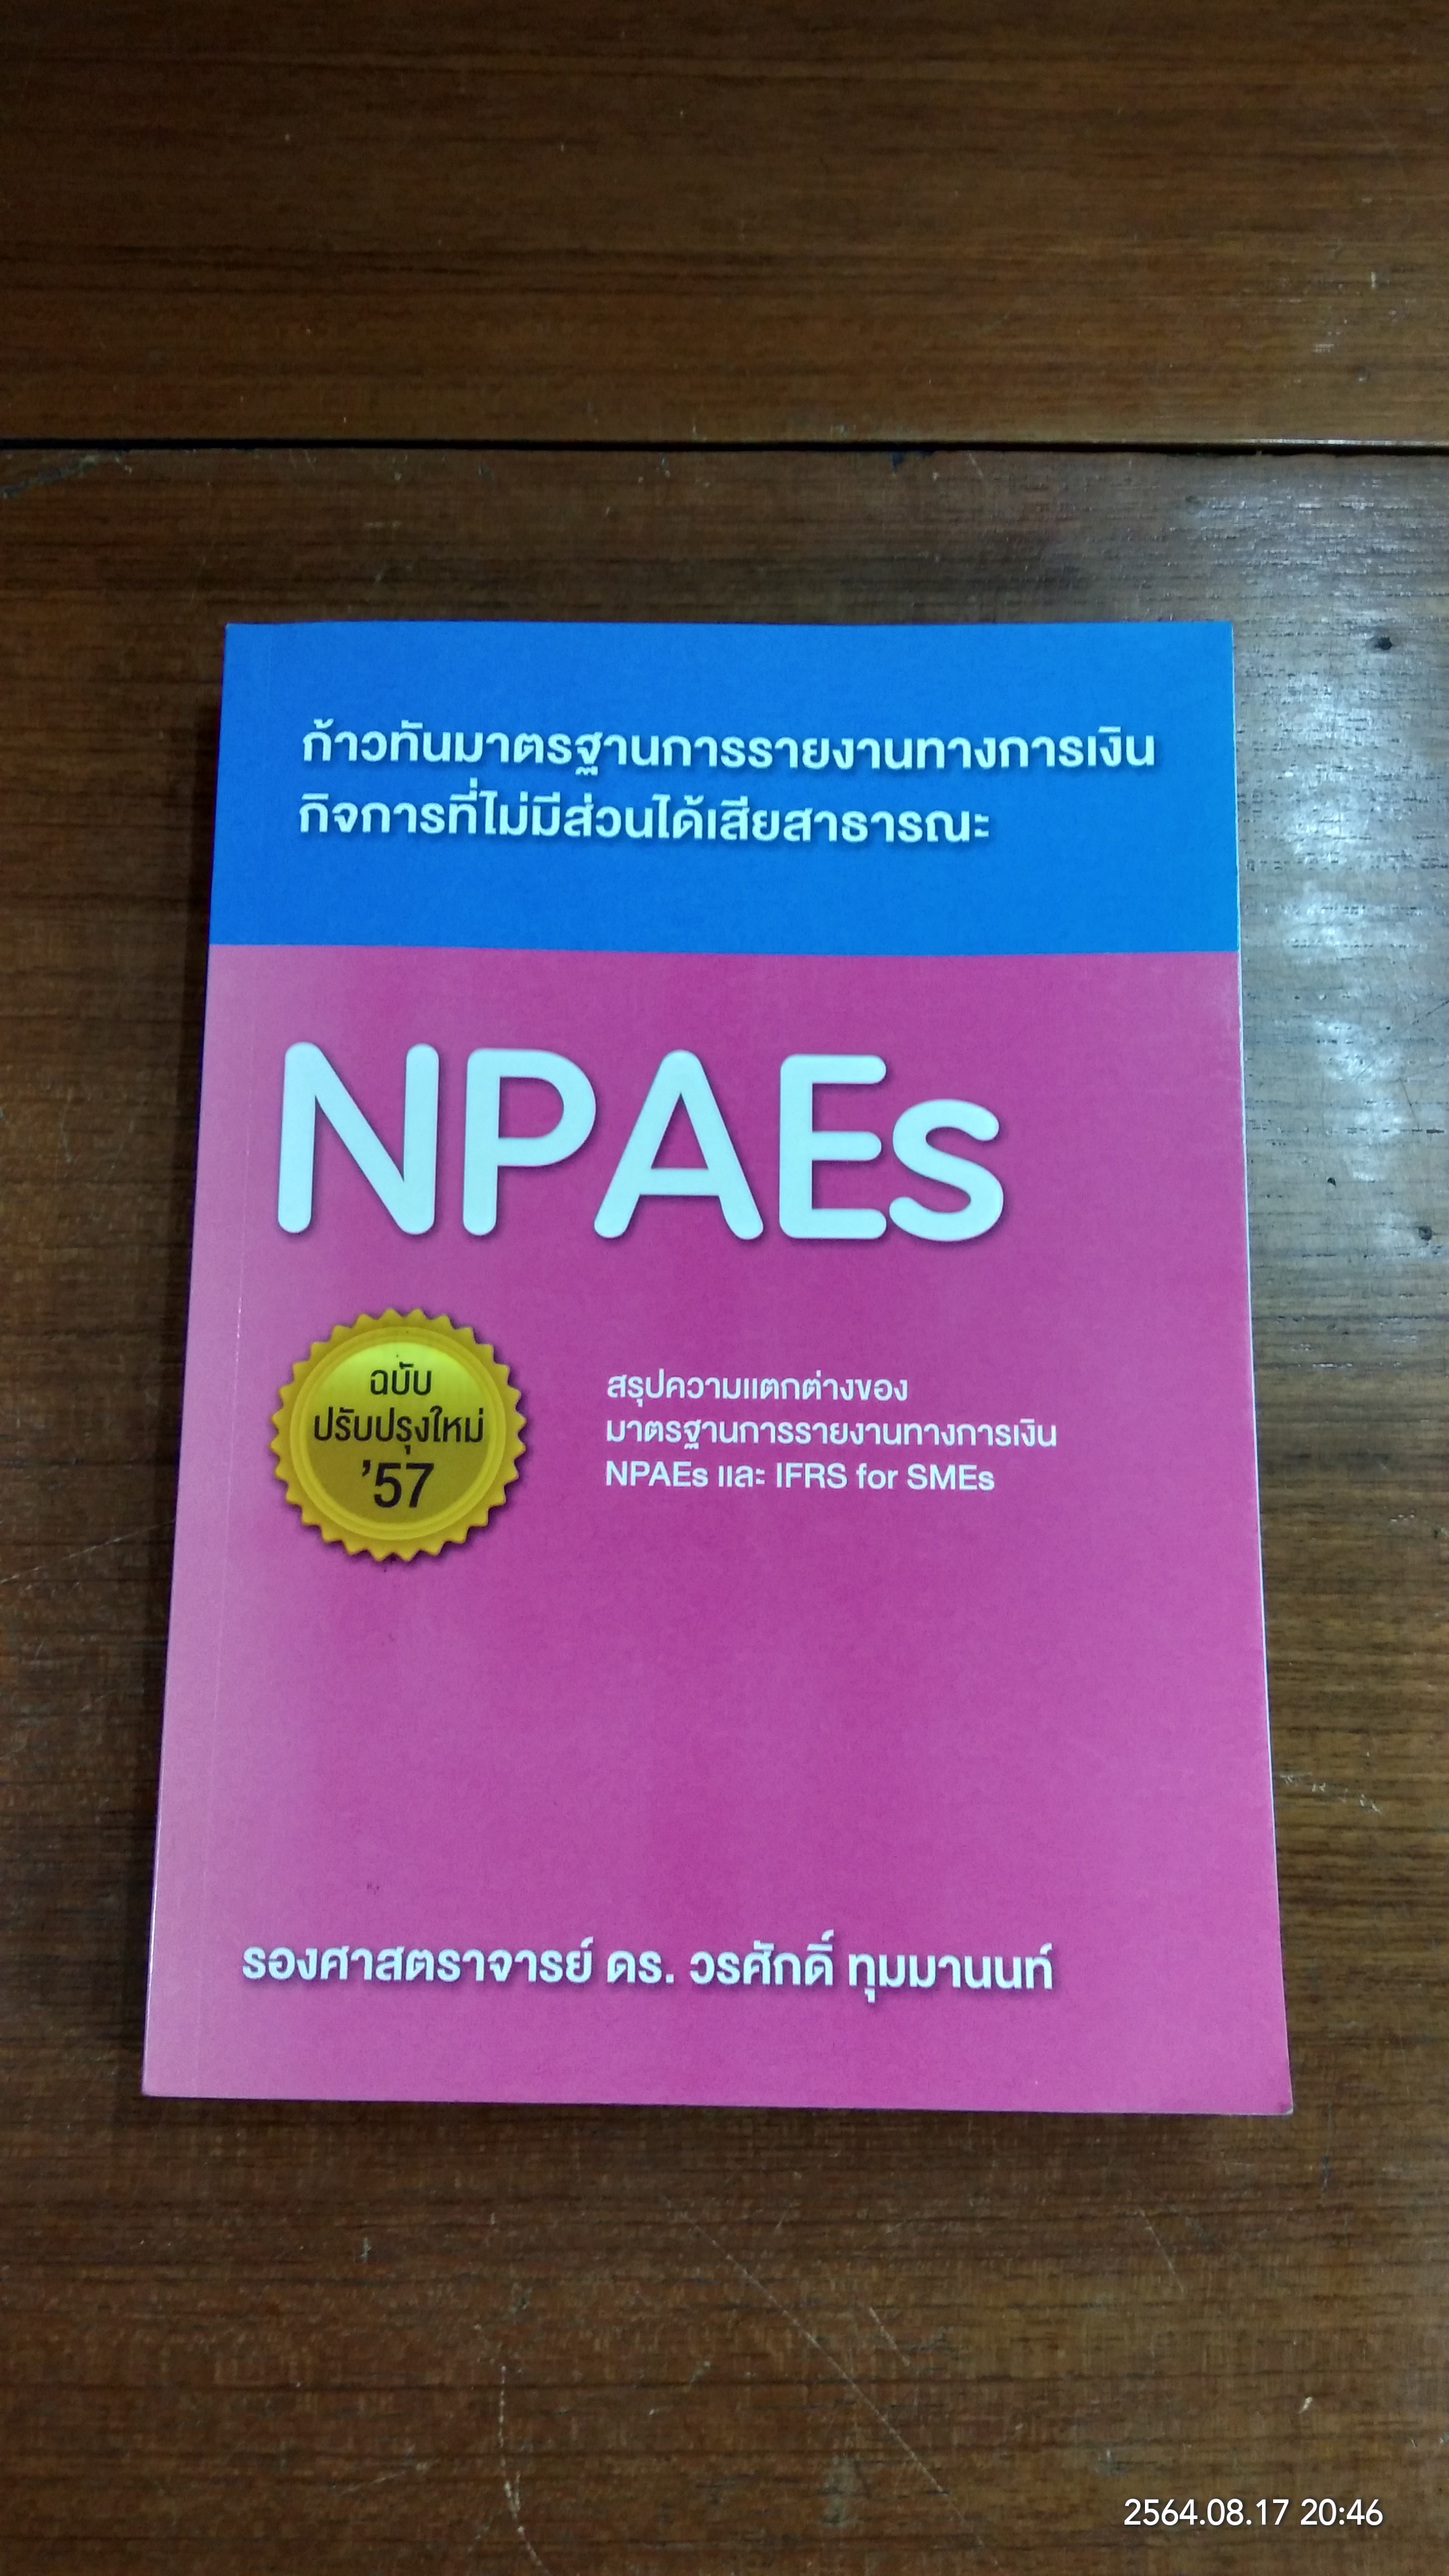 ก้าวทันมาตรฐานการรายงานทางการเงิน
กิจการที่ไม่มีส่วนได้เสียสาธารณะ
NPAEs
ฉบับ
ปรับปรุงใหม่
’57
สรุปความแตกต่างของ
มาตรฐานการรายงานทางการเงิน
NPAEs และ IFRS for SMEs
รองศาสตราจารย์ ดร. วรศักดิ์ ทุมมานนท์
2564.08.17 20:46